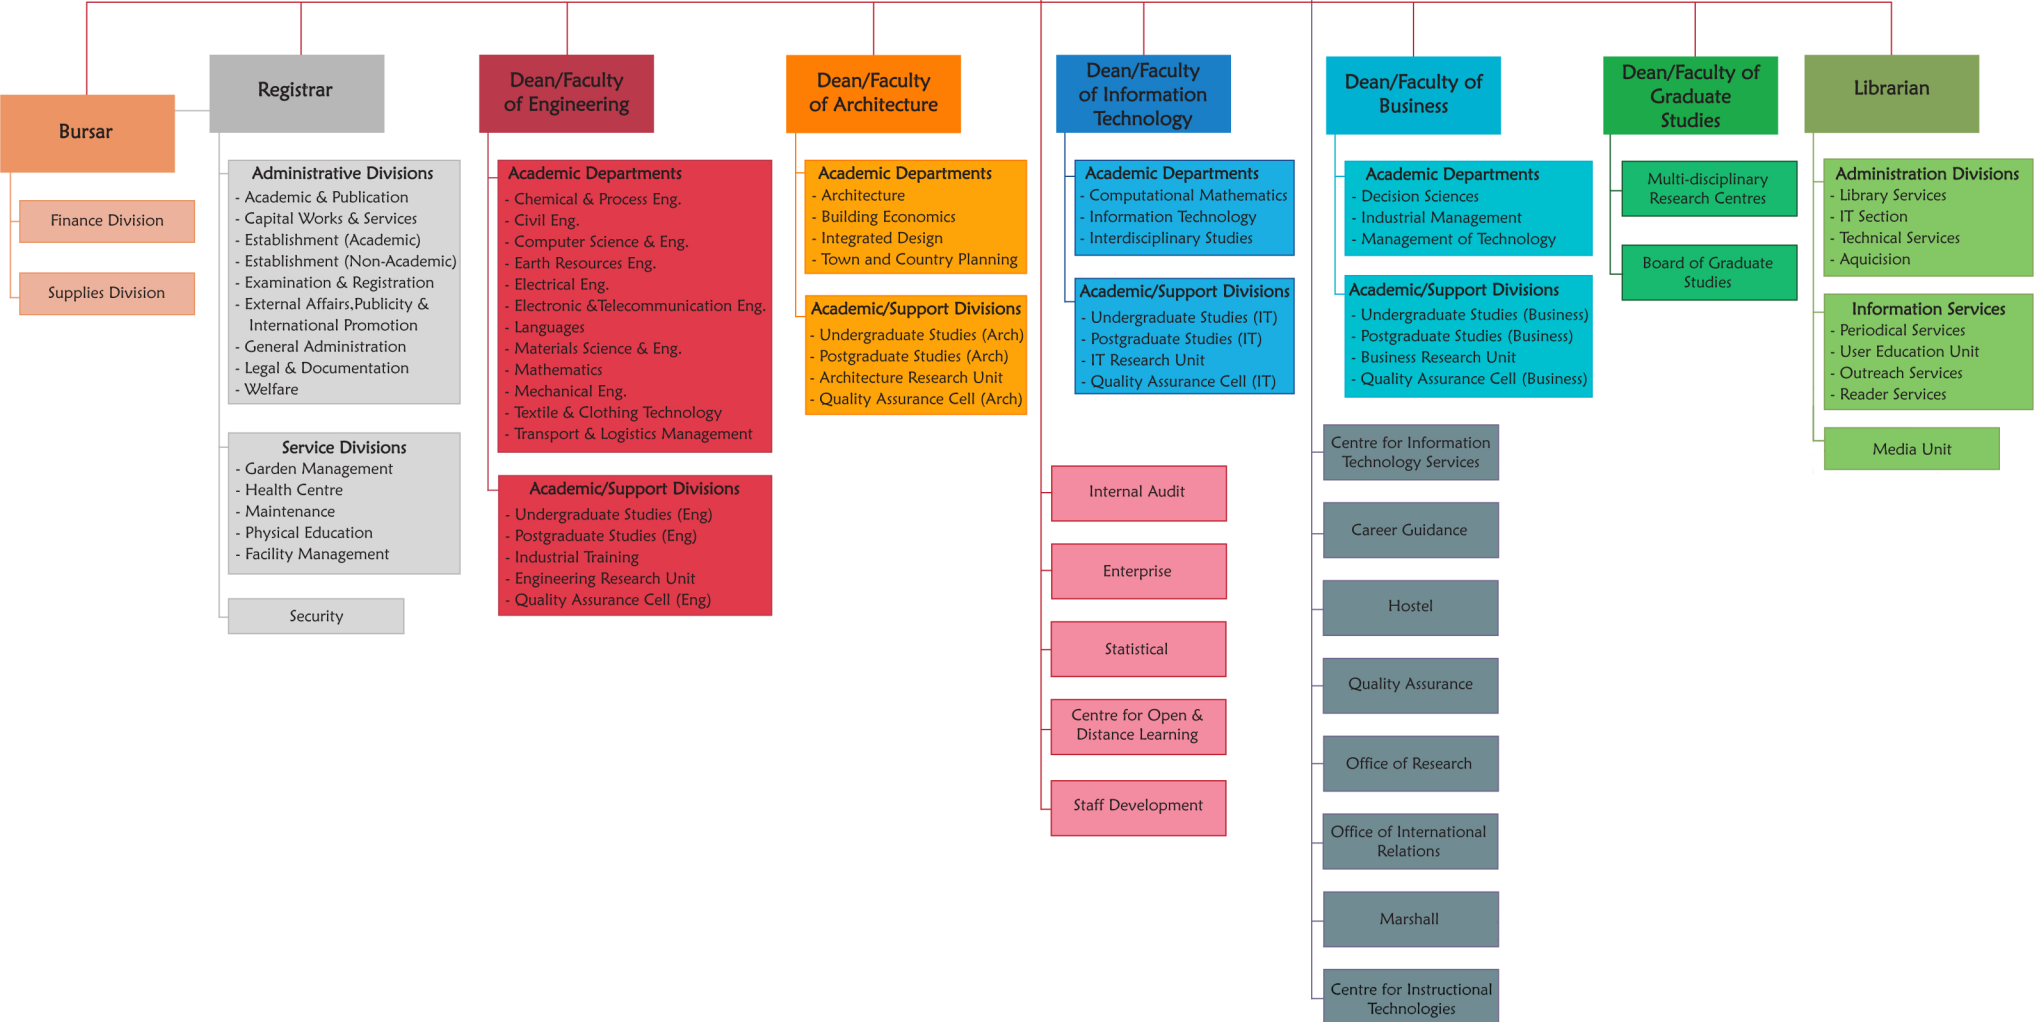 Bursar
Finance Division
Supplies Division
Registrar
Administrative Divisions
- Academic & Publication
- Capital Works & Services
- Establishment (Academic)
- Establishment (Non-Academic)
- Examination & Registration
- External Affairs,Publicity &
International Promotion
- General Administration
- Legal & Documentation
- Welfare
Service Divisions
- Garden Management
- Health Centre
- Maintenance
- Physical Education
- Facility Management
Security
Dean/Faculty
of Engineering
Academic Departments
- Chemical & Process Eng.
- Civil Eng.
- Computer Science & Eng.
- Earth Resources Eng.
- Electrical Eng.
- Electronic &Telecommunication Eng.
- Languages
- Materials Science & Eng.
- Mathematics
- Mechanical Eng.
- Textile & Clothing Technology
- Transport & Logistics Management
Academic/Support Divisions
- Undergraduate Studies (Eng)
- Postgraduate Studies (Eng)
- Industrial Training
- Engineering Research Unit
- Quality Assurance Cell (Eng)
Dean/Faculty
of Architecture
Academic Departments
- Architecture
- Building Economics
- Integrated Design
- Town and Country Planning
Academic/Support Divisions
- Undergraduate Studies (Arch)
- Postgraduate Studies (Arch)
- Architecture Research Unit
- Quality Assurance Cell (Arch)
Dean/Faculty
of Information
Technology
Academic Departments
- Computational Mathematics
- Information Technology
- Interdisciplinary Studies
Academic/Support Divisions
- Undergraduate Studies (IT)
- Postgraduate Studies (IT)
- IT Research Unit
- Quality Assurance Cell (IT)
Internal Audit
Enterprise
Statistical
Centre for Open &
Distance Learning
Staff Development
Dean/Faculty of
Business
Academic Departments
- Decision Sciences
- Industrial Management
- Management of Technology
Academic/Support Divisions
- Undergraduate Studies (Business)
- Postgraduate Studies (Business)
- Business Research Unit
- Quality Assurance Cell (Business)
Centre for Information
Technology Services
Career Guidance
Hostel
Quality Assurance
Office of Research
Office of International
Relations
Marshall
Centre for Instructional
Technologies
Dean/Faculty of
Graduate
Studies
Multi-disciplinary
Research Centres
Board of Graduate
Studies
Librarian
Administration Divisions
- Library Services
- IT Section
- Technical Services
- Aquicision
Information Services
- Periodical Services
- User Education Unit
- Outreach Services
- Reader Services
Media Unit